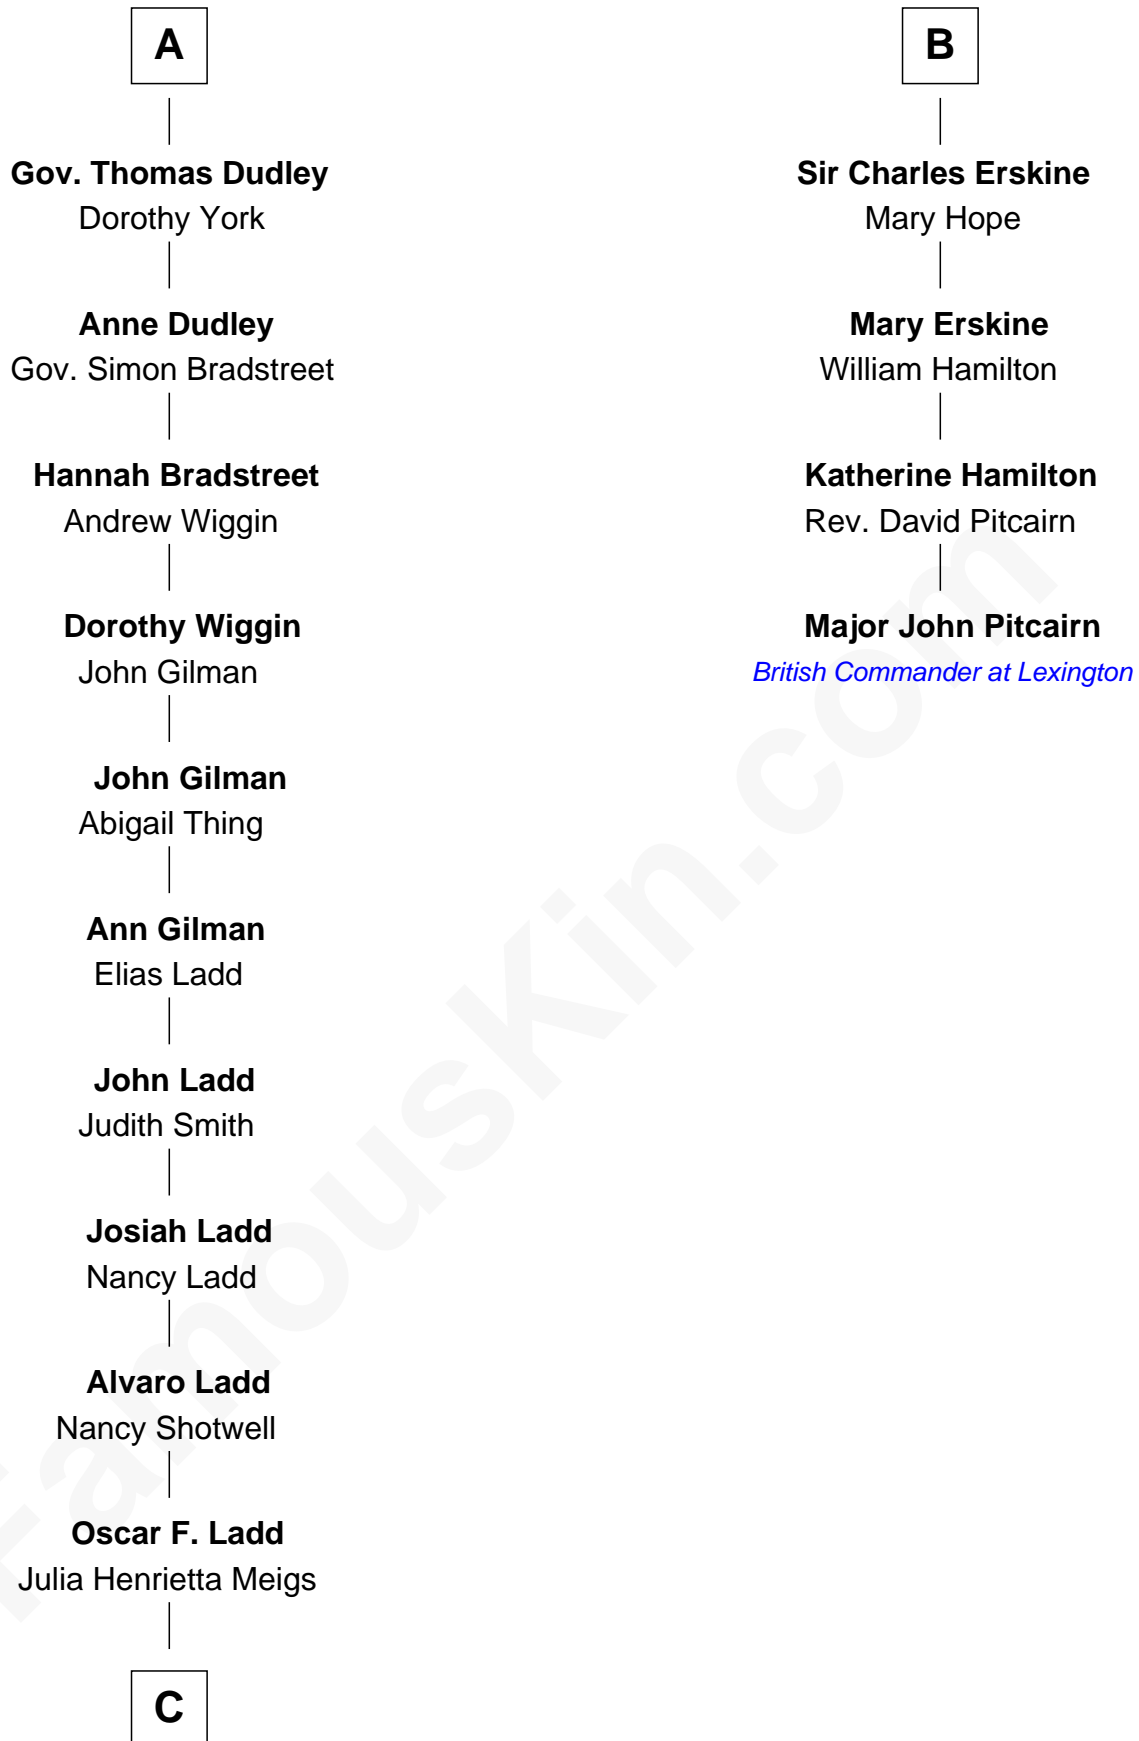 A
Gov. Thomas Dudley
Dorothy York
Anne Dudley
Gov. Simon Bradstreet
Hannah Bradstreet
Andrew Wiggin
Dorothy Wiggin
John Gilman
John Gilman
Abigail Thing
Ann Gilman
Elias Ladd
John Ladd
Judith Smith
Josiah Ladd
Nancy Ladd
Alvaro Ladd
Nancy Shotwell
Oscar F. Ladd
Julia Henrietta Meigs
C
B
Sir Charles Erskine
Mary Hope
Mary Erskine
William Hamilton
Katherine Hamilton
Rev. David Pitcairn
Major John Pitcairn
British Commander at Lexington
FamousKin.com